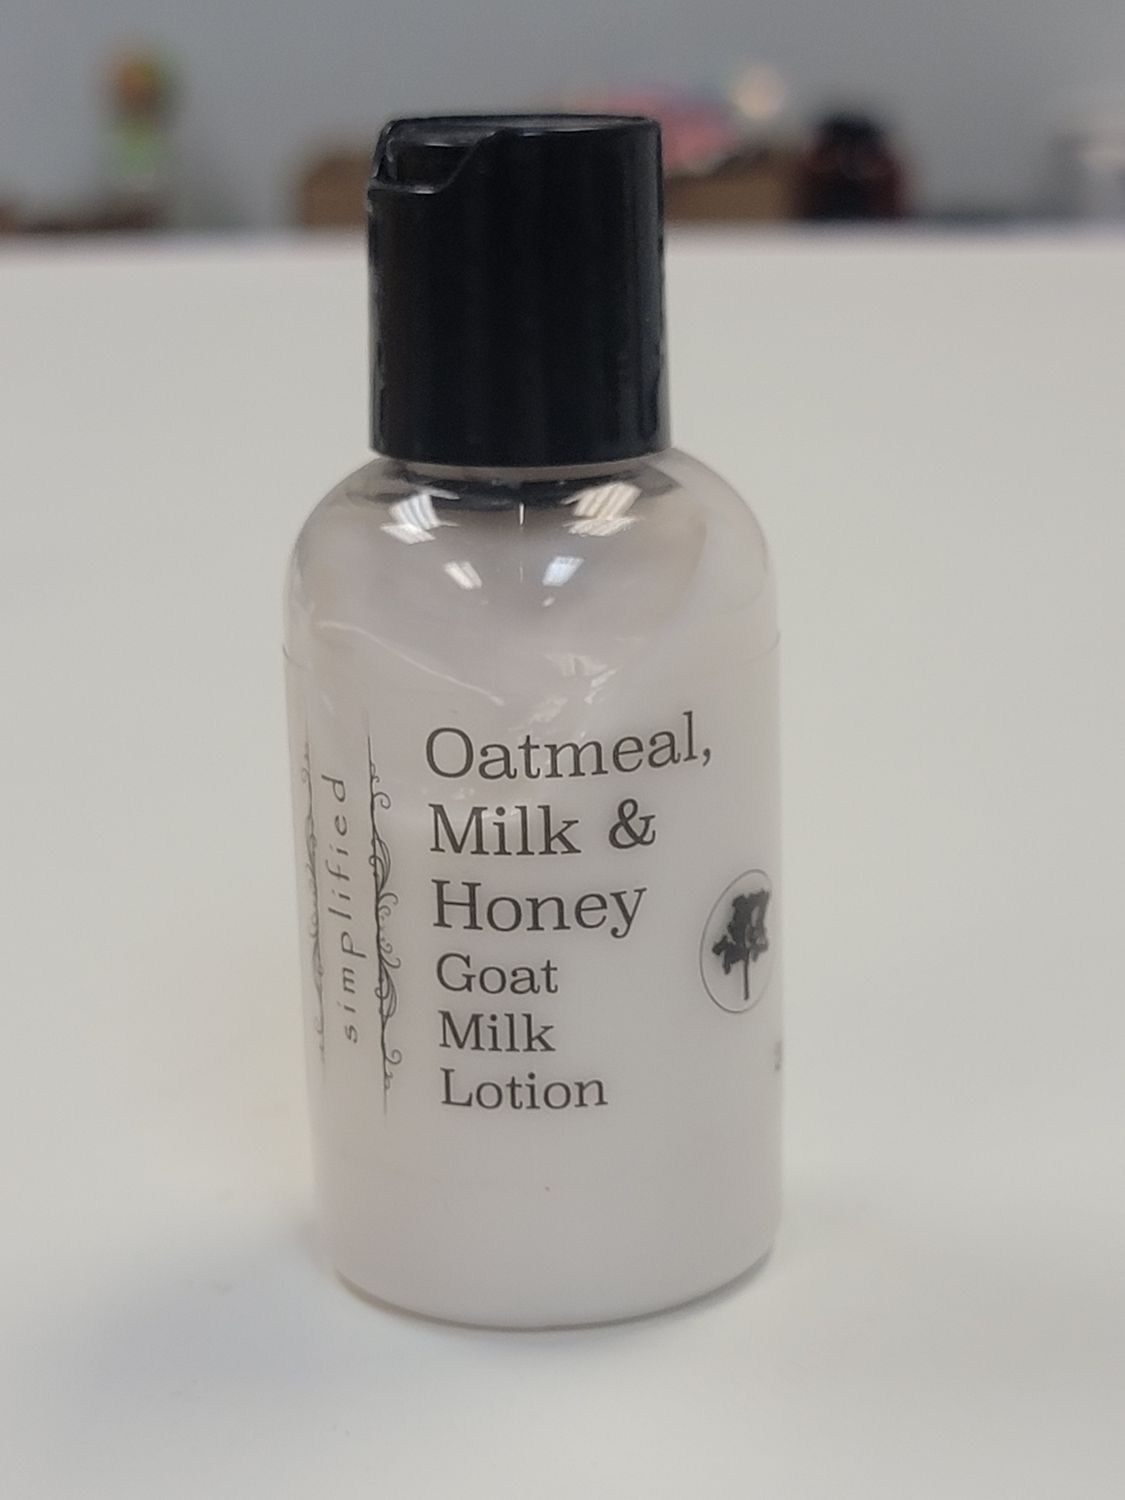 simplified
Oatmeal,
Milk &
Honey
Goat
Milk
Lotion